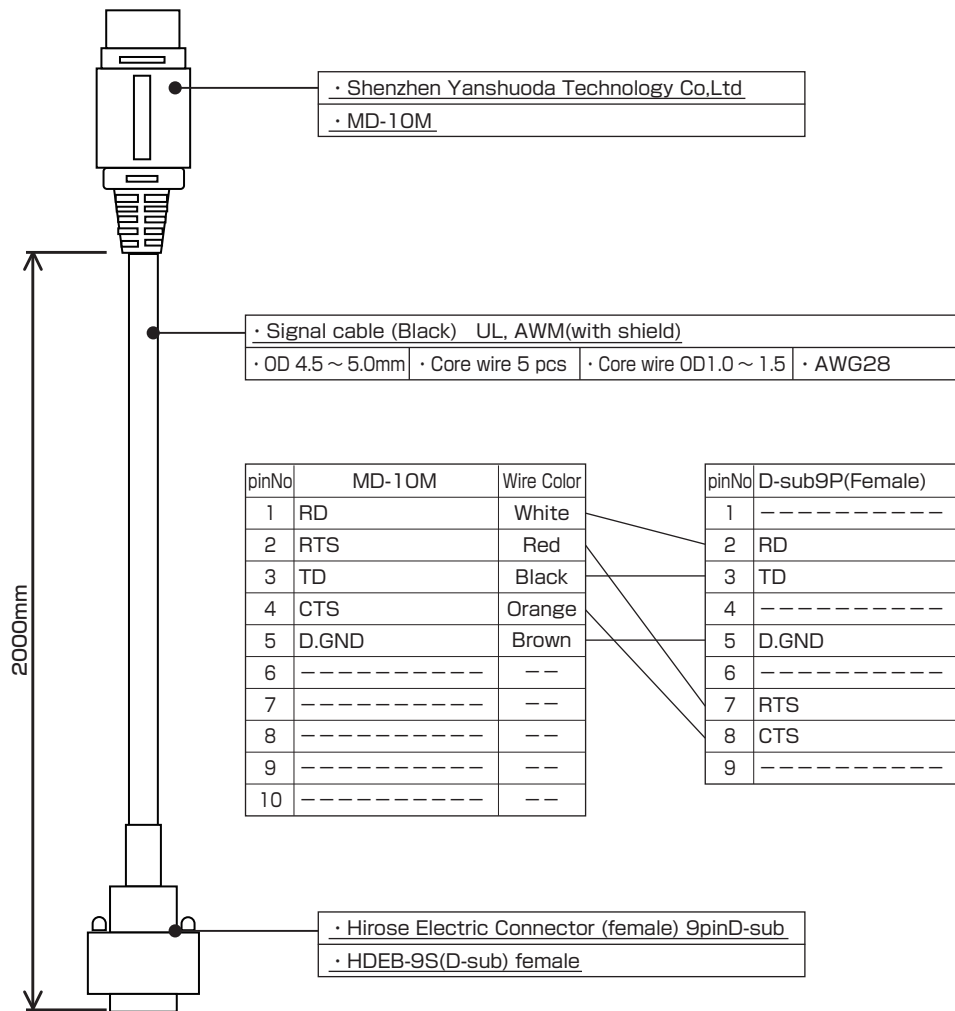 ・Shenzhen Yanshuoda Technology Co,Ltd
・MD-10M
2000mm
・Signal cable (Black) UL, AWM(with shield)
・OD 4.5～5.0mm ・Core wire 5 pcs ・Core wire OD1.0～1.5 ・AWG28
pinNo MD-10M Wire Color
1 RD White
2 RTS Red
3 TD Black
4 CTS Orange
5 D.GND Brown
6 −−−−−−−−−− −−
7 −−−−−−−−−− −−
8 −−−−−−−−−− −−
9 −−−−−−−−−− −−
10 −−−−−−−−−− −−
pinNo D-sub9P(Female)
1 −−−−−−−−−−
2 RD
3 TD
4 −−−−−−−−−−
5 D.GND
6 −−−−−−−−−−
7 RTS
8 CTS
9 −−−−−−−−−−
・Hirose Electric Connector (female) 9pinD-sub
・HDEB-9S(D-sub) female